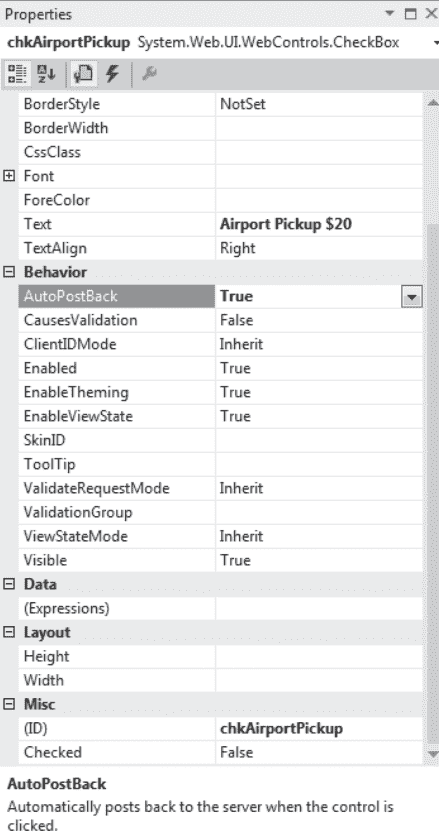 Properties
chkAirportPickup System.Web.UI.WebControls.CheckBox
BorderStyle NotSet
BorderWidth
CssClass
Font
ForeColor
Text Airport Pickup $20
TextAlign Right
Behavior
AutoPostBack True
CausesValidation False
ClientIDMode Inherit
Enabled True
EnableTheming True
EnableViewState True
SkinID
ToolTip
ValidateRequestMode Inherit
ValidationGroup
ViewStateMode Inherit
Visible True
Data
(Expressions)
Layout
Height
Width
Misc
(ID) chkAirportPickup
Checked False
AutoPostBack
Automatically posts back to the server when the control is
clicked.